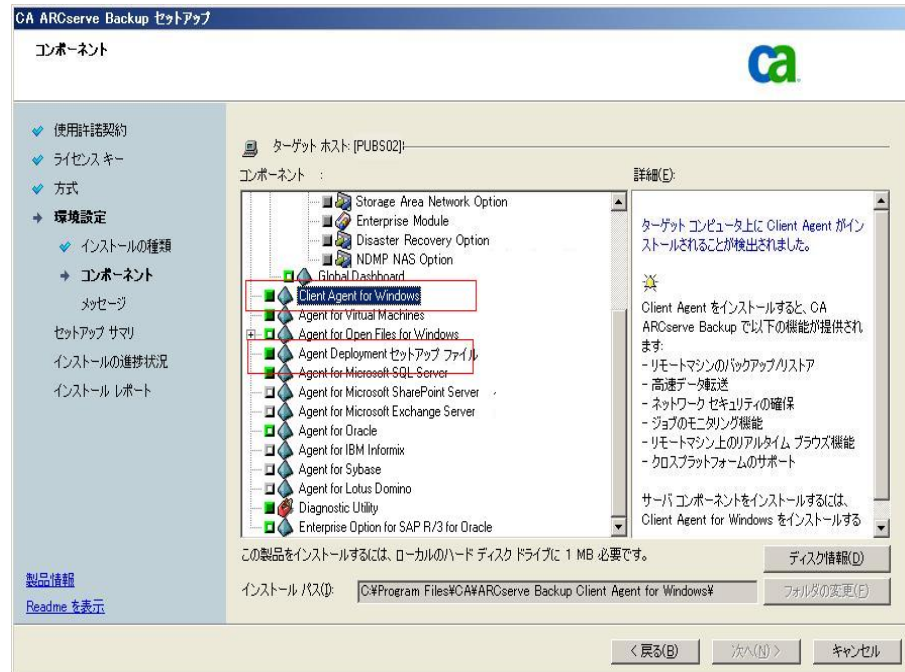 CA ARCserve Backup セットアップ
コンポーネント
ca
使用許諾契約
ライセンス キー
方式
環境設定
インストールの種類
コンポーネント
メッセージ
セットアップ サマリ
インストールの進捗状況
インストール レポート
製品情報
Readme を表示
ターゲット ホスト: [PUBS02]
コンポーネント :
Storage Area Network Option
Enterprise Module
Disaster Recovery Option
NDMP NAS Option
Global Dashboard
Client Agent for Windows
Agent for Virtual Machines
Agent for Open Files for Windows
Agent Deployment セットアップ ファイル
Agent for Microsoft SQL Server
Agent for Microsoft SharePoint Server
Agent for Microsoft Exchange Server
Agent for Oracle
Agent for IBM Informix
Agent for Sybase
Agent for Lotus Domino
Diagnostic Utility
Enterprise Option for SAP R/3 for Oracle
詳細(E):
ターゲット コンピュータ上に Client Agent がイン
ストールされることが検出されました。
Client Agent をインストールすると、CA
ARCserve Backup で以下の機能が提供され
ます:
- リモートマシンのバックアップ/リストア
- 高速データ転送
- ネットワーク セキュリティの確保
- ジョブのモニタリング機能
- リモートマシン上のリアルタイム ブラウズ機能
- クロスプラットフォームのサポート
サーバ コンポーネントをインストールするには、
Client Agent for Windows をインストールする
この製品をインストールするには、ローカルのハード ディスク ドライブに 1 MB 必要です。
ディスク情報(D)
インストール パス(I):
C:¥Program Files¥CA¥ARCserve Backup Client Agent for Windows¥
フォルダの変更(F)
< 戻る(B)
次へ(N) >
キャンセル